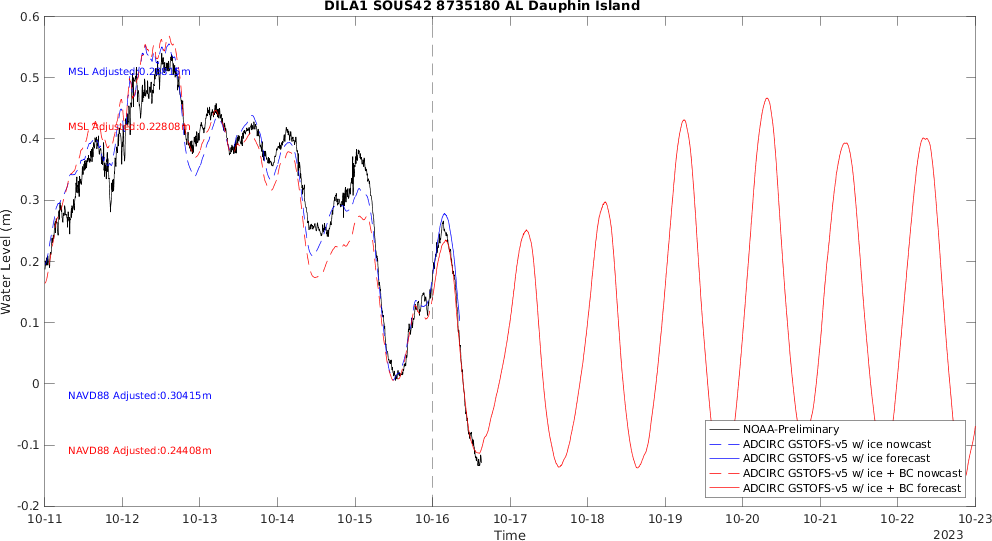 DILA1 SOUS42 8735180 AL Dauphin Island
0.6
0.5
0.4
0.3
0.2
0.1
0
-0.1
-0.2
Water Level (m)
MSL Adjusted:
MSL Adjusted:0.22808m
NAVD88 Adjusted:0.30415m
NAVD88 Adjusted:0.24408m
NOAA-Preliminary
ADCIRC GSTOFS-v5 w/ ice nowcast
ADCIRC GSTOFS-v5 w/ ice forecast
ADCIRC GSTOFS-v5 w/ ice + BC nowcast
ADCIRC GSTOFS-v5 w/ ice + BC forecast
10-11 10-12 10-13 10-14 10-15 10-16 10-17 10-18 10-19 10-20 10-21 10-22 10-23
Time
2023